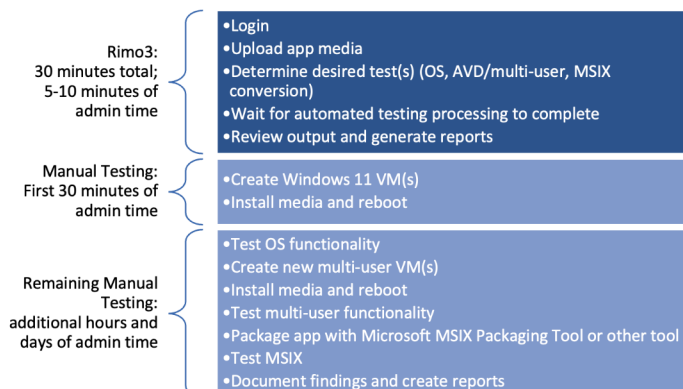 Rimo3:
30 minutes total;
5-10 minutes of
admin time
•Login
•Upload app media
•Determine desired test(s) (OS, AVD/multi-user, MSIX
conversion)
•Wait for automated testing processing to complete
•Review output and generate reports
Manual Testing:
First 30 minutes of
admin time
•Create Windows 11 VM(s)
•Install media and reboot
Remaining Manual
Testing:
additional hours and
days of admin time
•Test OS functionality
•Create new multi-user VM(s)
•Install media and reboot
•Test multi-user functionality
•Package app with Microsoft MSIX Packaging Tool or other tool
•Test MSIX
•Document findings and create reports